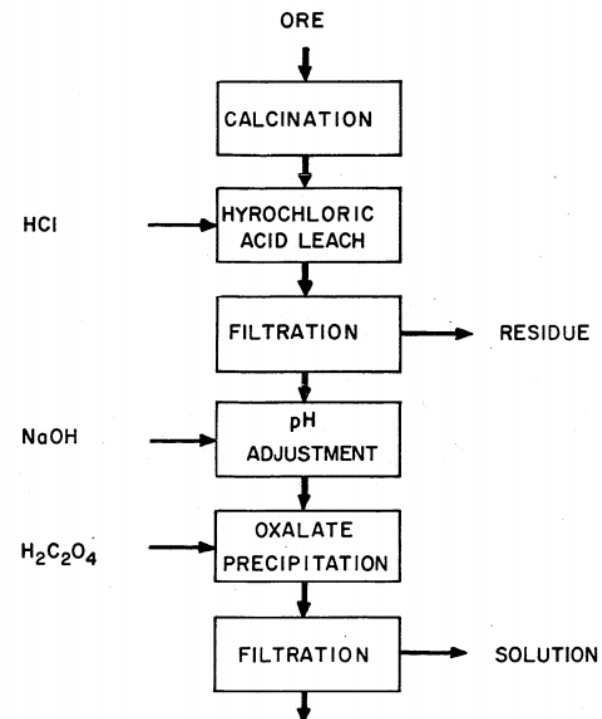 ORE
CALCINATION
HCl
HYROCHLORIC
ACID LEACH
FILTRATION
RESIDUE
NaOH
pH
ADJUSTMENT
H₂C₂O₄
OXALATE
PRECIPITATION
FILTRATION
SOLUTION